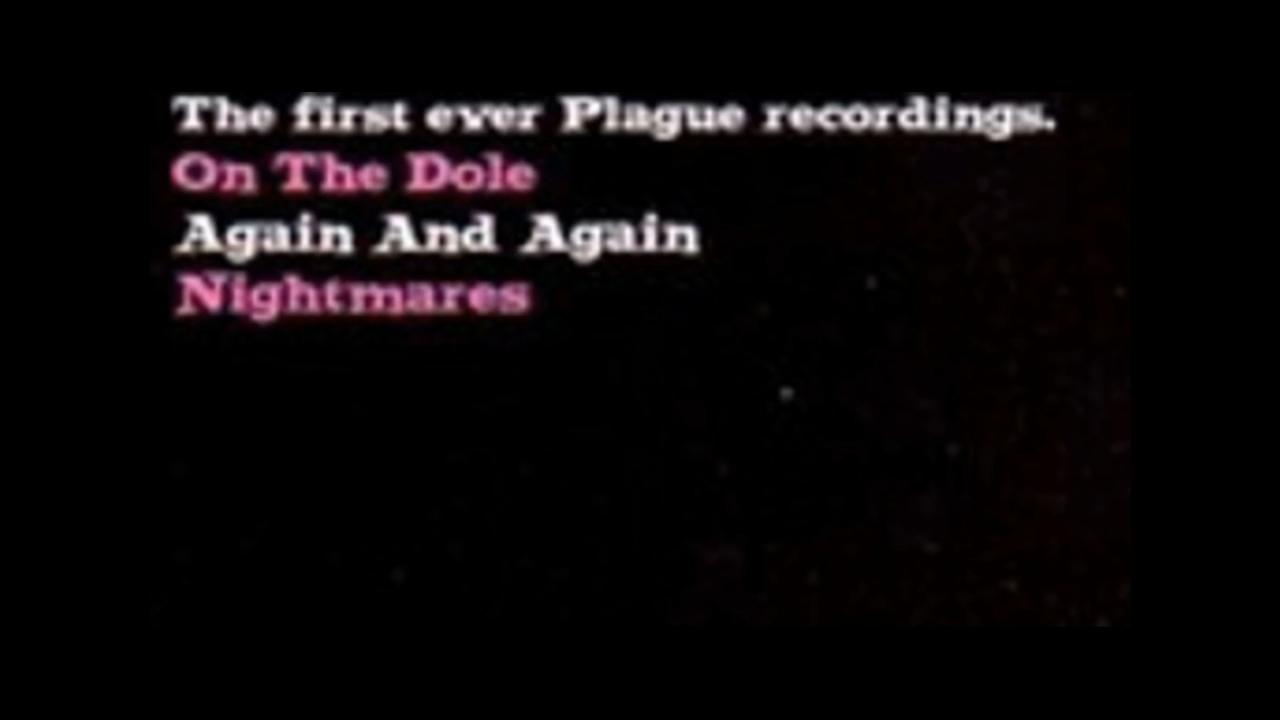 The first ever Plague recordings.
On The Dole
Again And Again
Nightmares